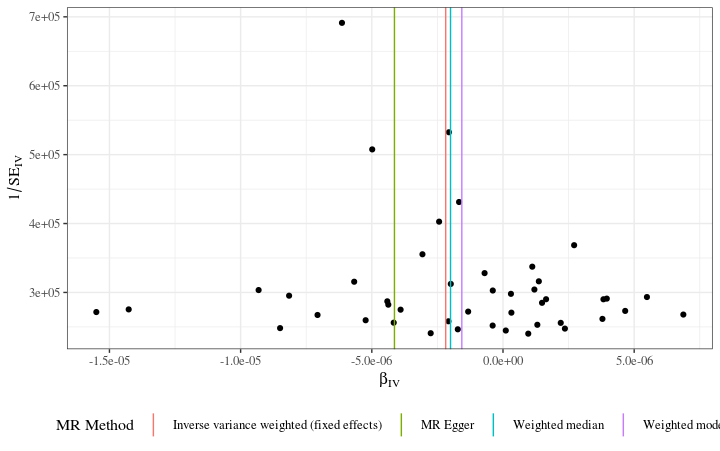 7e+05
6e+05
5e+05
4e+05
3e+05
1/SE_IV
-1.5e-05 -1.0e-05 -5.0e-06 0.0e+00 5.0e-06
β_IV
MR Method Inverse variance weighted (fixed effects) MR Egger Weighted median Weighted mode